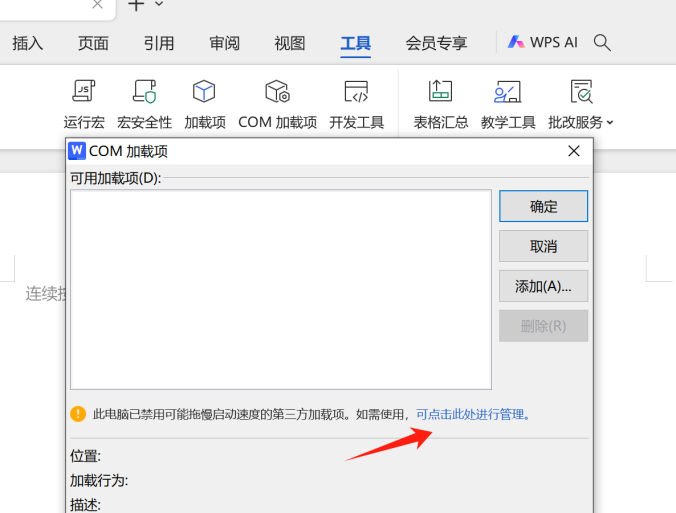 插入 页面 引用 审阅 视图 工具 会员专享 WPS AI
JS
运行宏 宏安全性 加载项 COM 加载项 开发工具 表格汇总 教学工具 批改服务
W COM 加载项
可用加载项(D):
确定
取消
添加(A)...
删除(R)
连续按
此电脑已禁用可能拖慢启动速度的第三方加载项。如需使用，可点击此处进行管理。
位置:
加载行为:
描述: